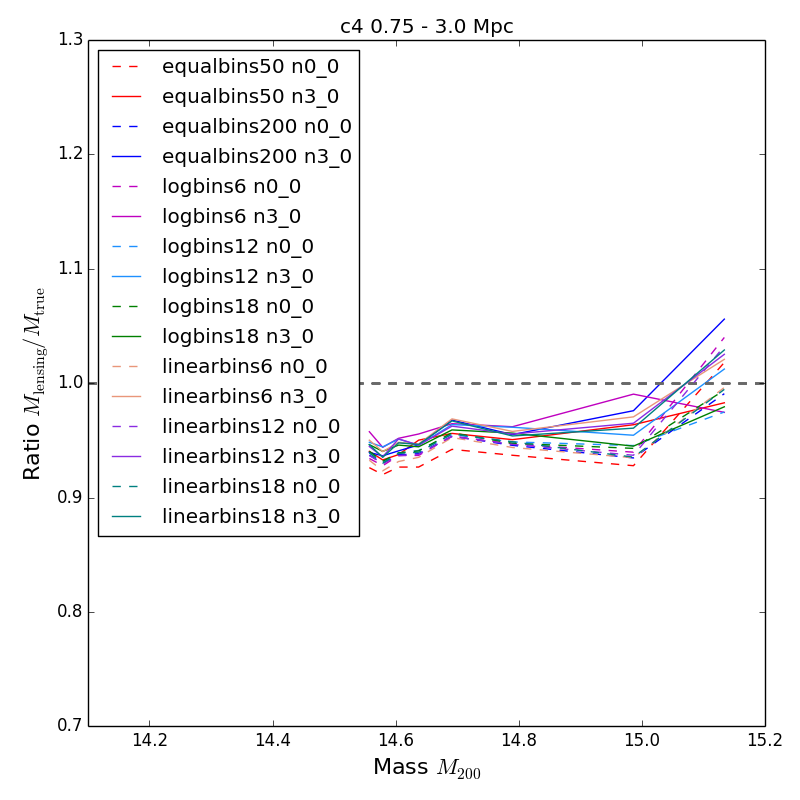 c4 0.75 - 3.0 Mpc
1.3
1.2
1.1
1.0
0.9
0.8
0.7
Ratio M_lensing/M_true
equalbins50 n0_0
equalbins50 n3_0
equalbins200 n0_0
equalbins200 n3_0
logbins6 n0_0
logbins6 n3_0
logbins12 n0_0
logbins12 n3_0
logbins18 n0_0
logbins18 n3_0
linearbins6 n0_0
linearbins6 n3_0
linearbins12 n0_0
linearbins12 n3_0
linearbins18 n0_0
linearbins18 n3_0
14.2 14.4 14.6 14.8 15.0 15.2
Mass M_200